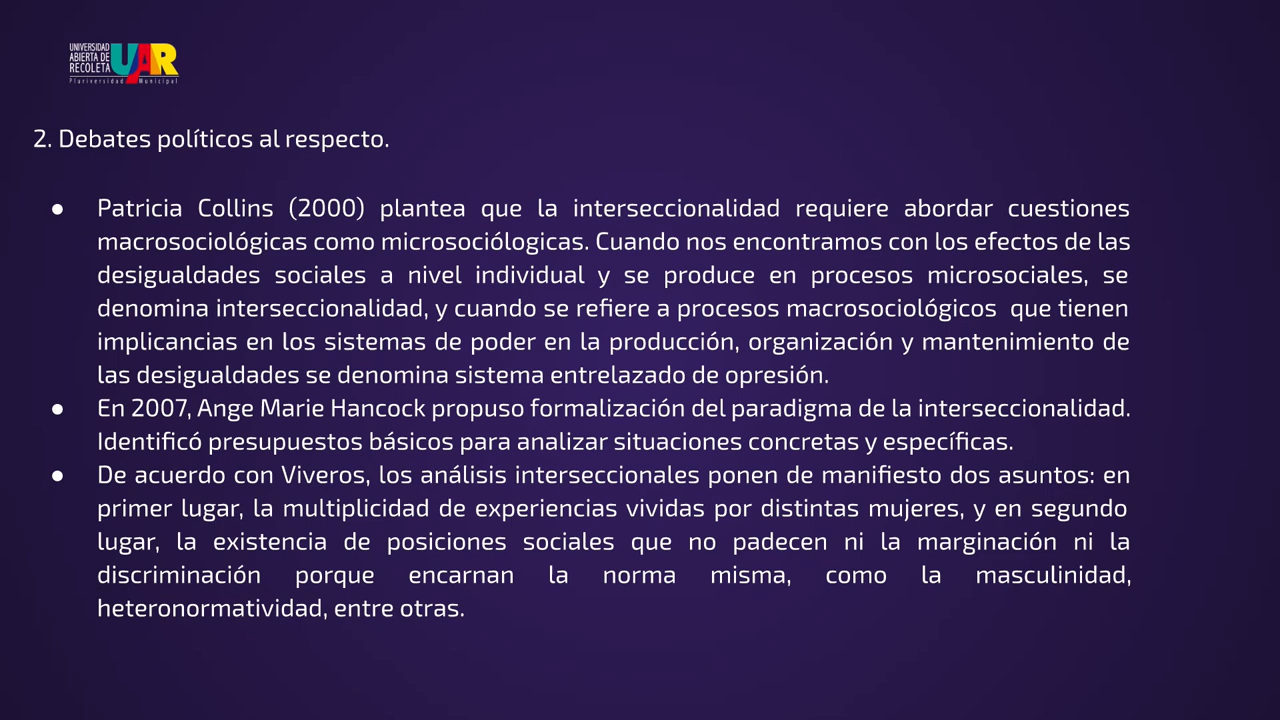 UNIVERSIDAD
ABIERTA DE
RECOLETA
UAR
Pluriversidad Municipal
2. Debates políticos al respecto.
● Patricia Collins (2000) plantea que la interseccionalidad requiere abordar cuestiones
macrosociológicas como microsociólogicas. Cuando nos encontramos con los efectos de las
desigualdades sociales a nivel individual y se produce en procesos microsociales, se
denomina interseccionalidad, y cuando se refiere a procesos macrosociológicos que tienen
implicancias en los sistemas de poder en la producción, organización y mantenimiento de
las desigualdades se denomina sistema entrelazado de opresión.
● En 2007, Ange Marie Hancock propuso formalización del paradigma de la interseccionalidad.
Identificó presupuestos básicos para analizar situaciones concretas y específicas.
● De acuerdo con Viveros, los análisis interseccionales ponen de manifiesto dos asuntos: en
primer lugar, la multiplicidad de experiencias vividas por distintas mujeres, y en segundo
lugar, la existencia de posiciones sociales que no padecen ni la marginación ni la
discriminación porque encarnan la norma misma, como la masculinidad,
heteronormatividad, entre otras.